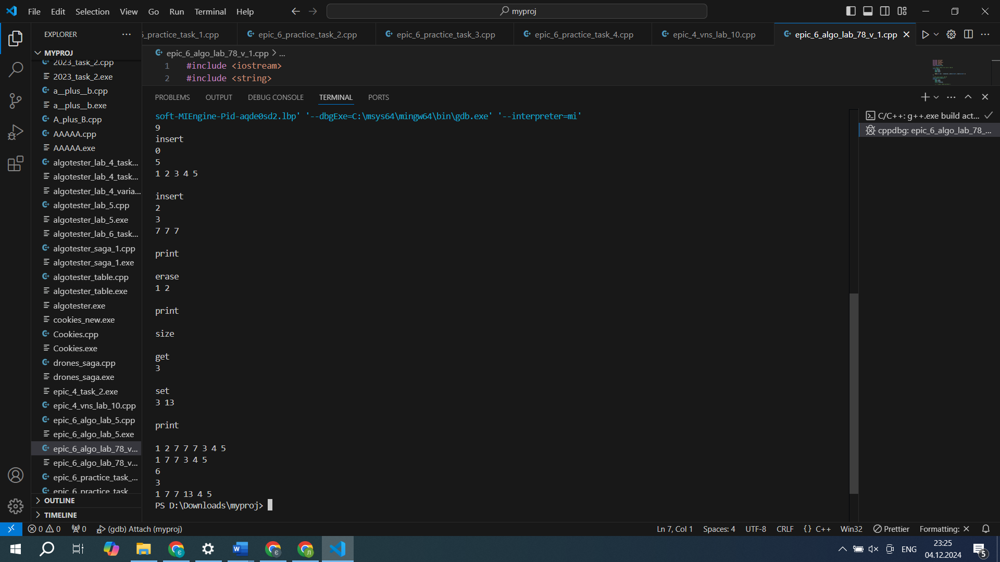 File Edit Selection View Go Run Terminal Help
myproj
EXPLORER
5_practice_task_1.cpp
epic_6_practice_task_2.cpp
epic_6_practice_task_3.cpp
epic_6_practice_task_4.cpp
epic_4_vns_lab_10.cpp
epic_6_algo_lab_78_v_1.cpp
MYPROJ
2023_task_2.cpp
2023_task_2.exe
a__plus__b.cpp
a__plus__b.exe
A_plus_B.cpp
AAAAA.cpp
AAAAA.exe
algotester_lab_4_task...
algotester_lab_4_task...
algotester_lab_4_varia...
algotester_lab_5.cpp
algotester_lab_5.exe
algotester_lab_6_task...
algotester_saga_1.cpp
algotester_saga_1.exe
algotester_table.cpp
algotester_table.exe
algotester.exe
cookies_new.exe
Cookies.cpp
Cookies.exe
drones_saga.cpp
drones_saga.exe
epic_4_task_2.exe
epic_4_vns_lab_10.cpp
epic_6_algo_lab_5.cpp
epic_6_algo_lab_5.exe
epic_6_algo_lab_78_v...
epic_6_algo_lab_78_v...
epic_6_practice_task_...
epic_6_practice_task_
OUTLINE
TIMELINE
epic_6_algo_lab_78_v_1.cpp > ...
1 #include <iostream>
2 #include <string>
PROBLEMS OUTPUT DEBUG CONSOLE TERMINAL PORTS
soft-MIEngine-Pid-aqde0sd2.lbp' '--dbgExe=C:\msys64\mingw64\bin\gdb.exe' '--interpreter=mi'
9
insert
0
5
1 2 3 4 5
insert
2
3
7 7 7
print
erase
1 2
print
size
get
3
set
3 13
print
1 2 7 7 7 3 4 5
1 7 7 3 4 5
6
3
1 7 7 13 4 5
PS D:\Downloads\myproj>
C/C++: g++.exe build act...
cppdbg: epic_6_algo_lab_78_...
0 0 0 (gdb) Attach (myproj)
Ln 7, Col 1 Spaces: 4 UTF-8 CRLF {} C++ Win32 Prettier Formatting: ×
ENG
23:25
04.12.2024
5